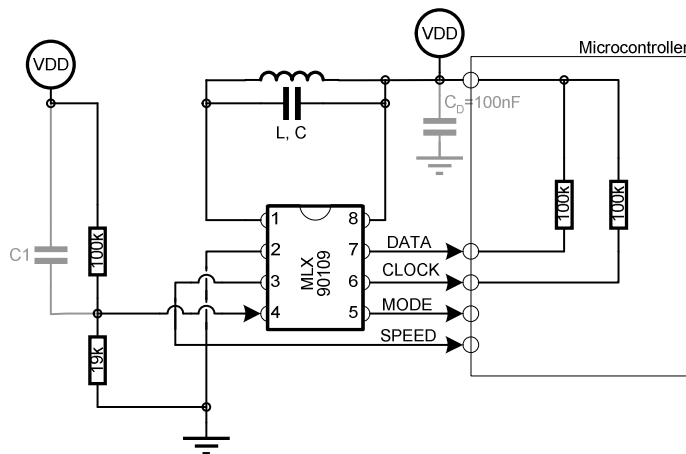 VDD
VDD
Microcontroller
C_D=100nF
L, C
C1
100k
19k
100k
100k
1
2
3
4
MLX
90109
8
7
6
5
DATA
CLOCK
MODE
SPEED